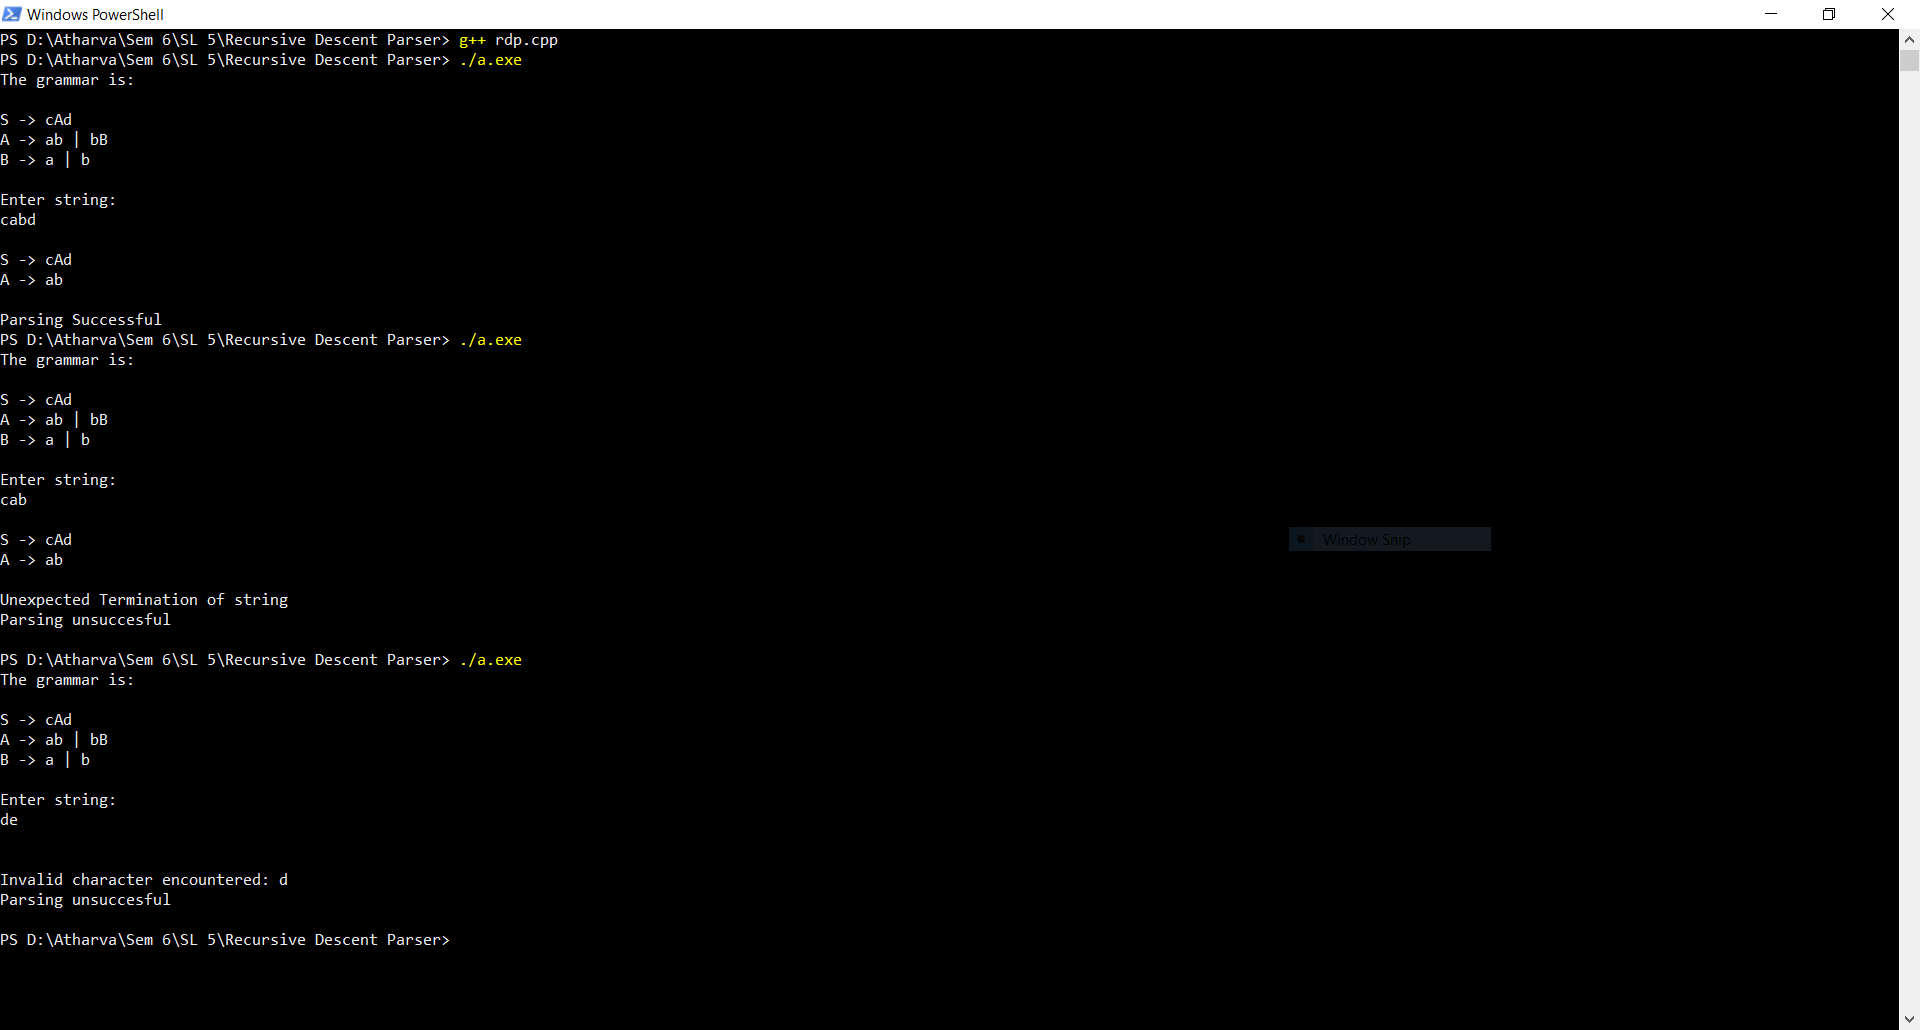 Windows PowerShell
PS D:\Atharva\Sem 6\SL 5\Recursive Descent Parser> g++ rdp.cpp
PS D:\Atharva\Sem 6\SL 5\Recursive Descent Parser> ./a.exe
The grammar is:
S -> cAd
A -> ab | bB
B -> a | b
Enter string:
cabd
S -> cAd
A -> ab
Parsing Successful
PS D:\Atharva\Sem 6\SL 5\Recursive Descent Parser> ./a.exe
The grammar is:
S -> cAd
A -> ab | bB
B -> a | b
Enter string:
cab
S -> cAd
Window Snip
A -> ab
Unexpected Termination of string
Parsing unsuccesful
PS D:\Atharva\Sem 6\SL 5\Recursive Descent Parser> ./a.exe
The grammar is:
S -> cAd
A -> ab | bB
B -> a | b
Enter string:
de
Invalid character encountered: d
Parsing unsuccesful
PS D:\Atharva\Sem 6\SL 5\Recursive Descent Parser>